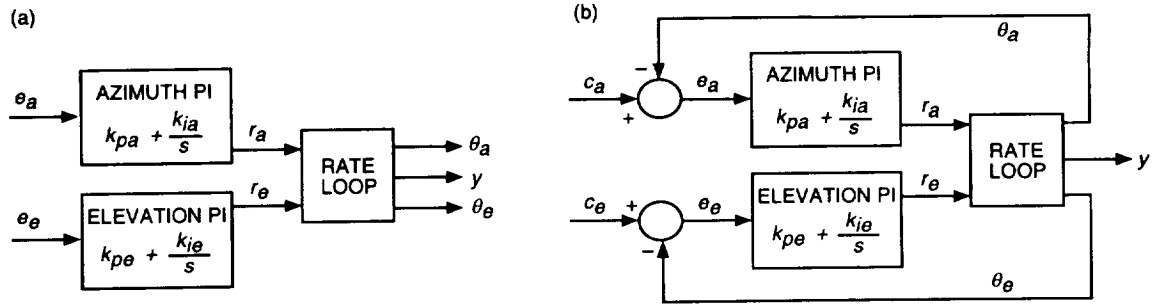 (a)
e_a
AZIMUTH PI
k_pa + k_ia/s
r_a
e_e
ELEVATION PI
k_pe + k_ie/s
r_e
RATE
LOOP
θ_a
y
θ_e
(b)
θ_a
c_a
+
−
e_a
AZIMUTH PI
k_pa + k_ia/s
r_a
c_e
+
−
e_e
ELEVATION PI
k_pe + k_ie/s
r_e
RATE
LOOP
y
θ_e